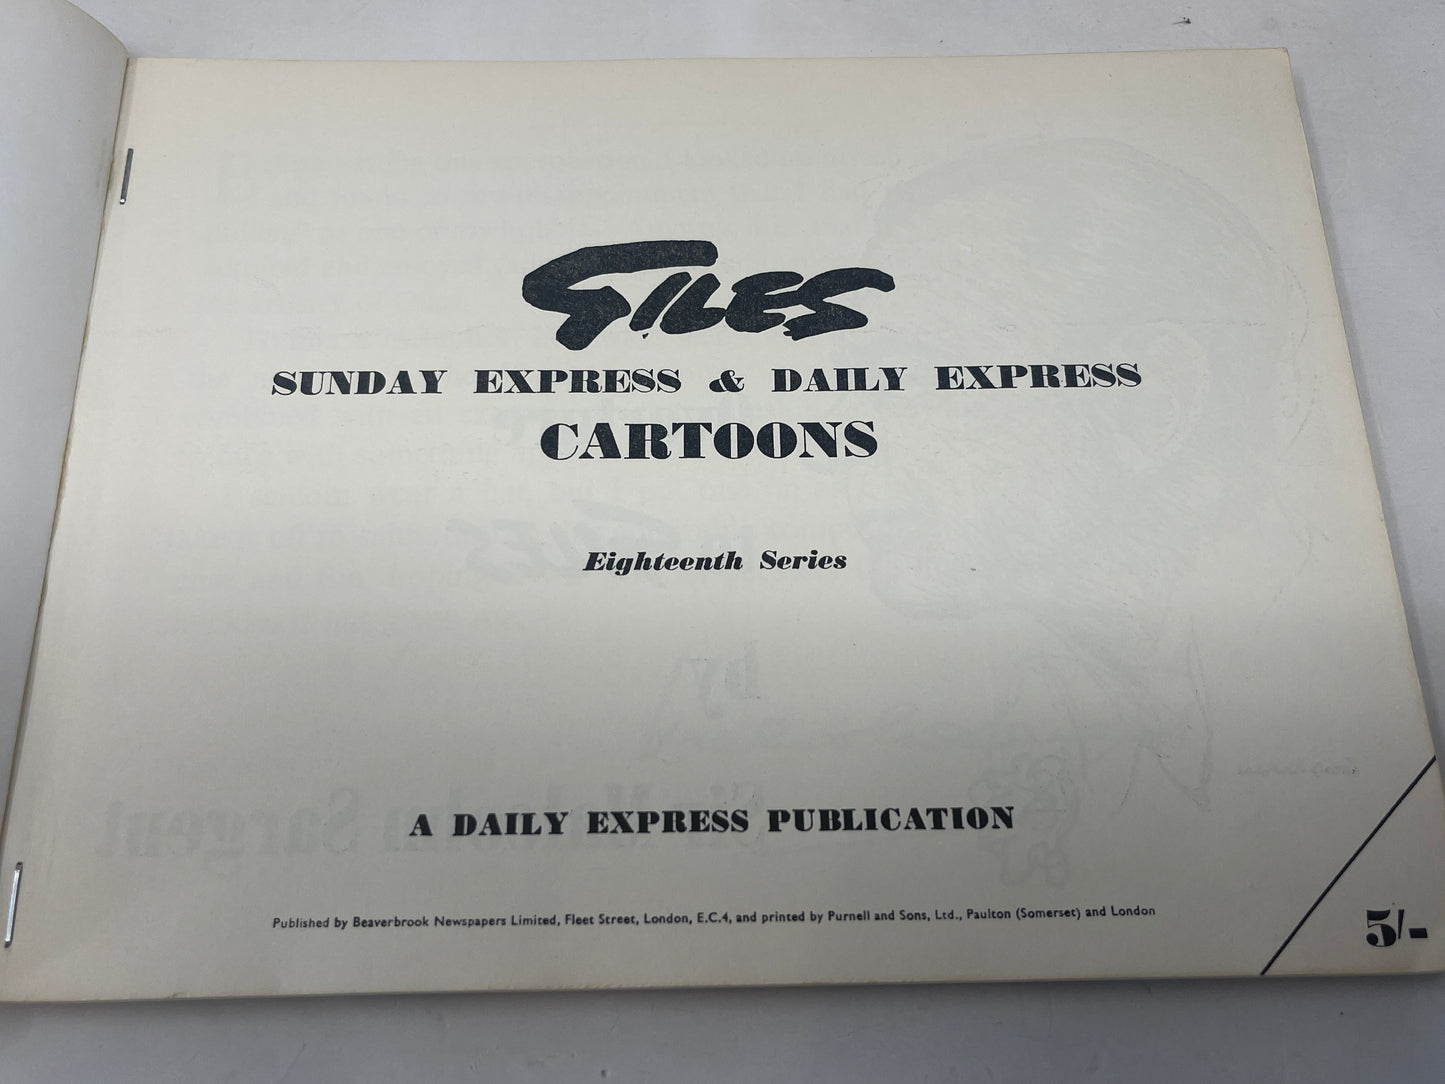 GILES
SUNDAY EXPRESS & DAILY EXPRESS
CARTOONS
Eighteenth Series
A DAILY EXPRESS PUBLICATION
Published by Beaverbrook Newspapers Limited, Fleet Street, London, E.C.4, and printed by Purnell and Sons, Ltd., Paulton (Somerset) and London
5/-